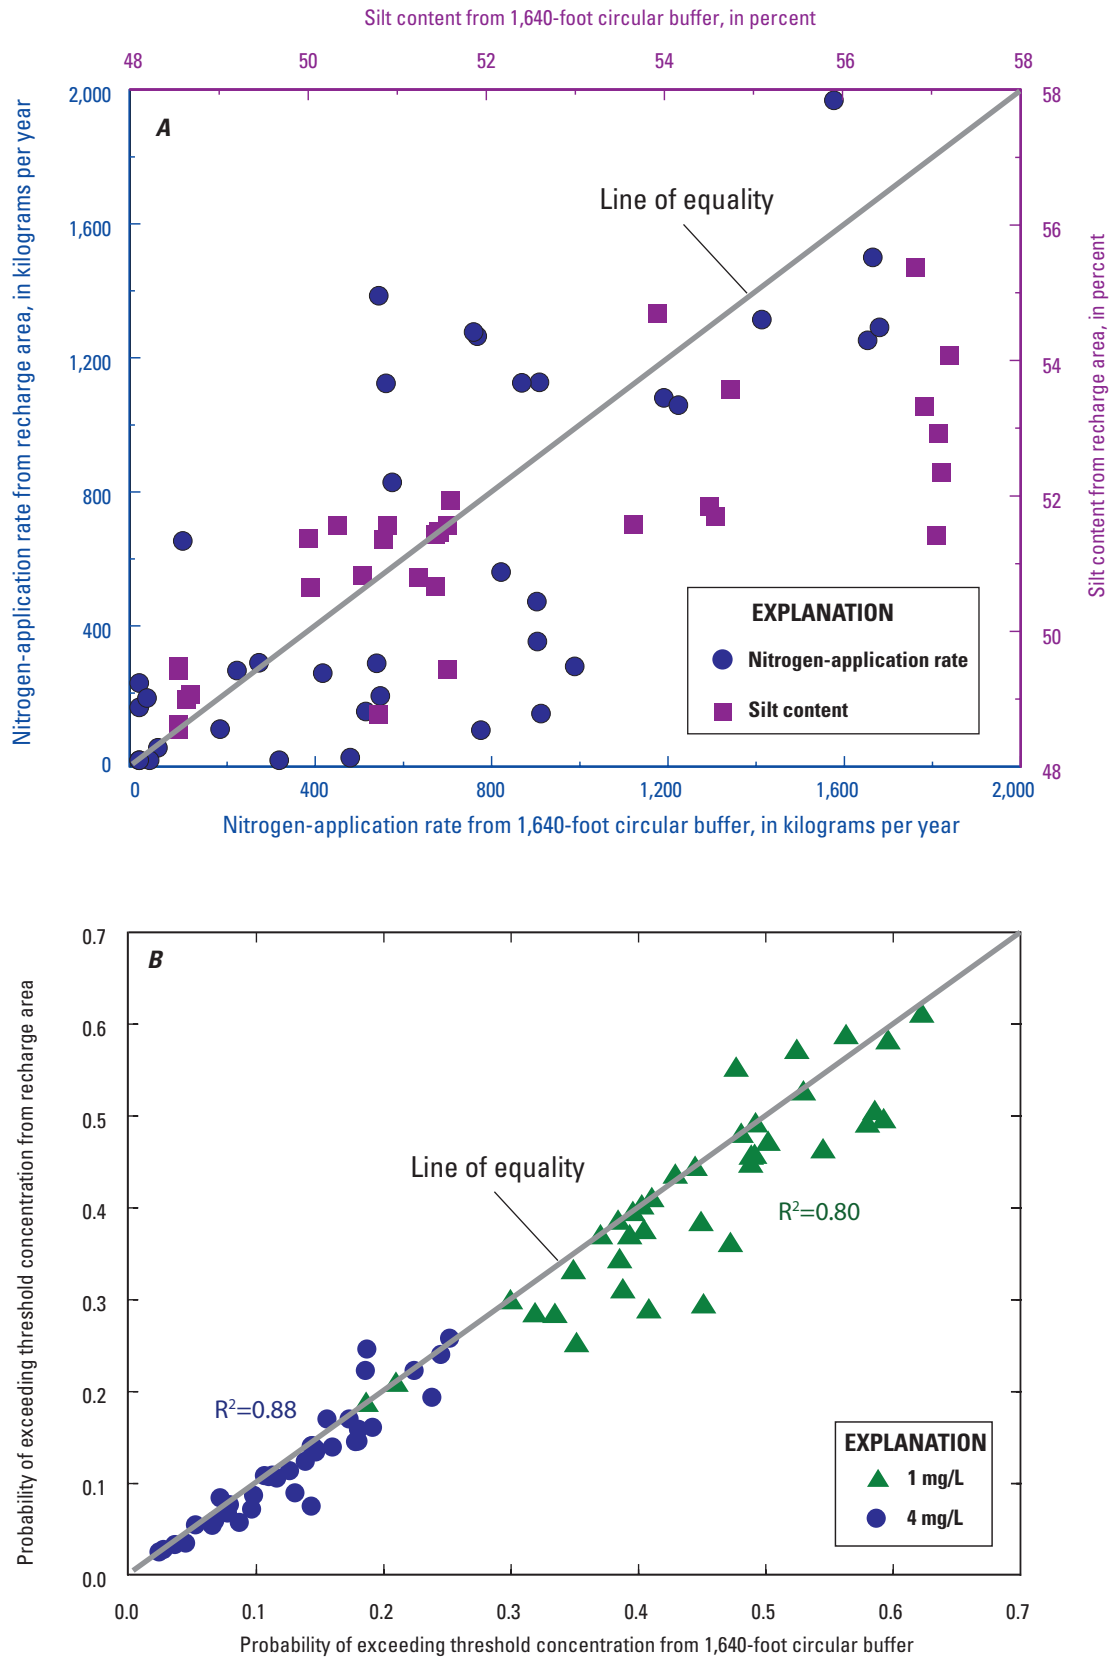 Silt content from 1,640-foot circular buffer, in percent
48 50 52 54 56 58
Nitrogen-application rate from recharge area, in kilograms per year
2,000
1,600
1,200
800
400
0
A
Line of equality
58
56
54
52
50
48
Silt content from recharge area, in percent
EXPLANATION
Nitrogen-application rate
Silt content
0 400 800 1,200 1,600 2,000
Nitrogen-application rate from 1,640-foot circular buffer, in kilograms per year
Probability of exceeding threshold concentration from recharge area
0.7
0.6
0.5
0.4
0.3
0.2
0.1
0.0
B
Line of equality
R²=0.80
R²=0.88
EXPLANATION
1 mg/L
4 mg/L
0.0 0.1 0.2 0.3 0.4 0.5 0.6 0.7
Probability of exceeding threshold concentration from 1,640-foot circular buffer